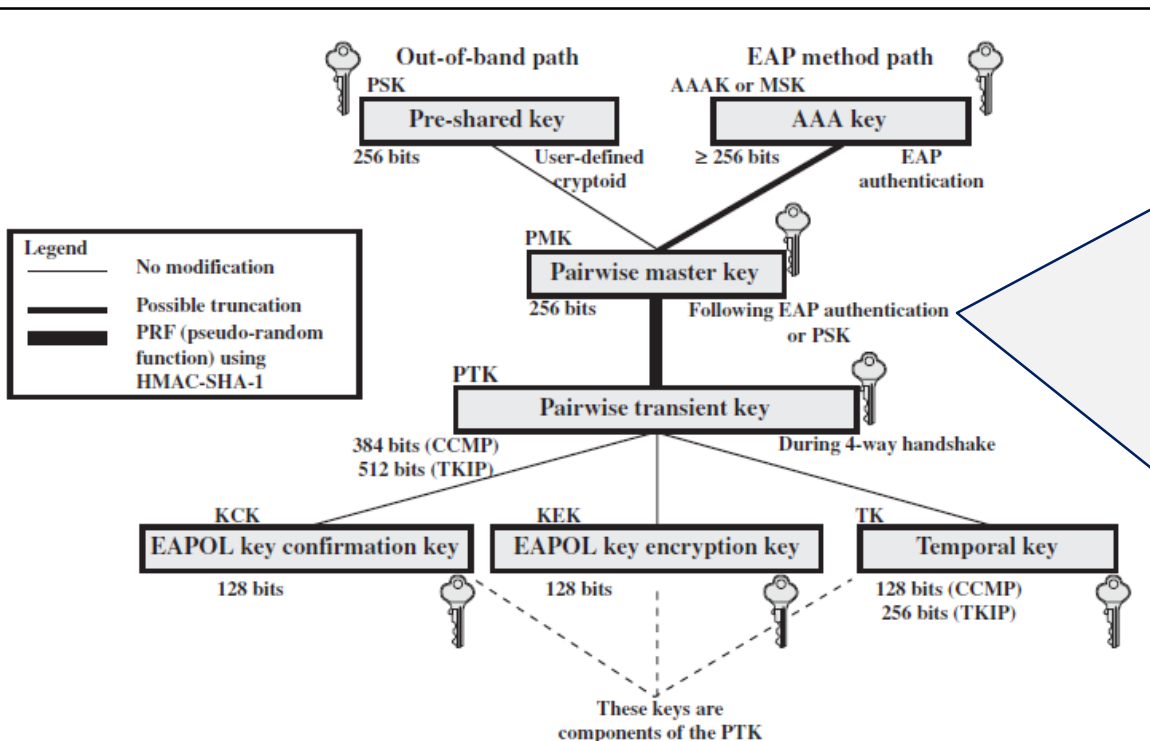 Out-of-band path
EAP method path
PSK
AAAK or MSK
Pre-shared key
AAA key
256 bits
User-defined
cryptoid
≥ 256 bits
EAP
authentication
PMK
Pairwise master key
256 bits
Following EAP authentication
or PSK
Legend
No modification
Possible truncation
PRF (pseudo-random
function) using
HMAC-SHA-1
PTK
Pairwise transient key
384 bits (CCMP)
512 bits (TKIP)
During 4-way handshake
KCK
KEK
TK
EAPOL key confirmation key
EAPOL key encryption key
Temporal key
128 bits
128 bits
128 bits (CCMP)
256 bits (TKIP)
These keys are
components of the PTK